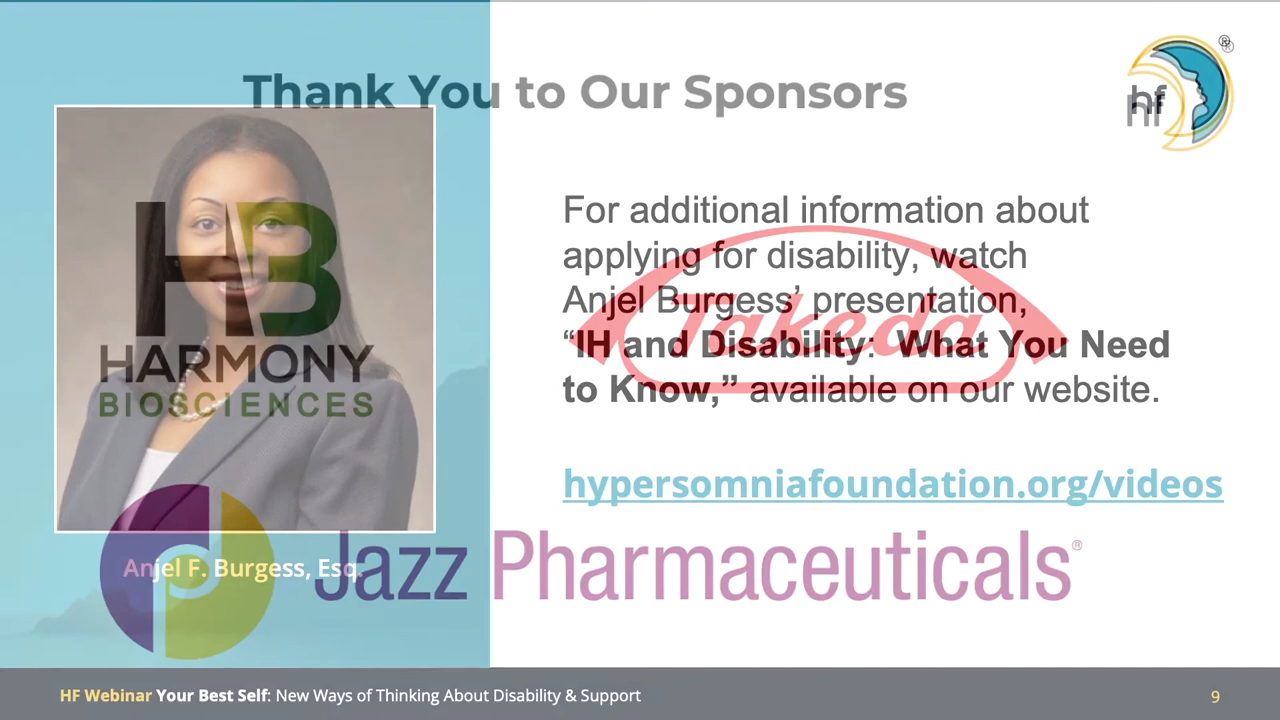 Thank You to Our Sponsors
®
hf
For additional information about
applying for disability, watch
Anjel Burgess’ presentation,
“IH and Disability:  What You Need
to Know,” available on our website.
hypersomniafoundation.org/videos
Takeda
HB
HARMONY
BIOSCIENCES
Anjel F. Burgess, Esq.
Jazz Pharmaceuticals®
HF Webinar Your Best Self: New Ways of Thinking About Disability & Support
9